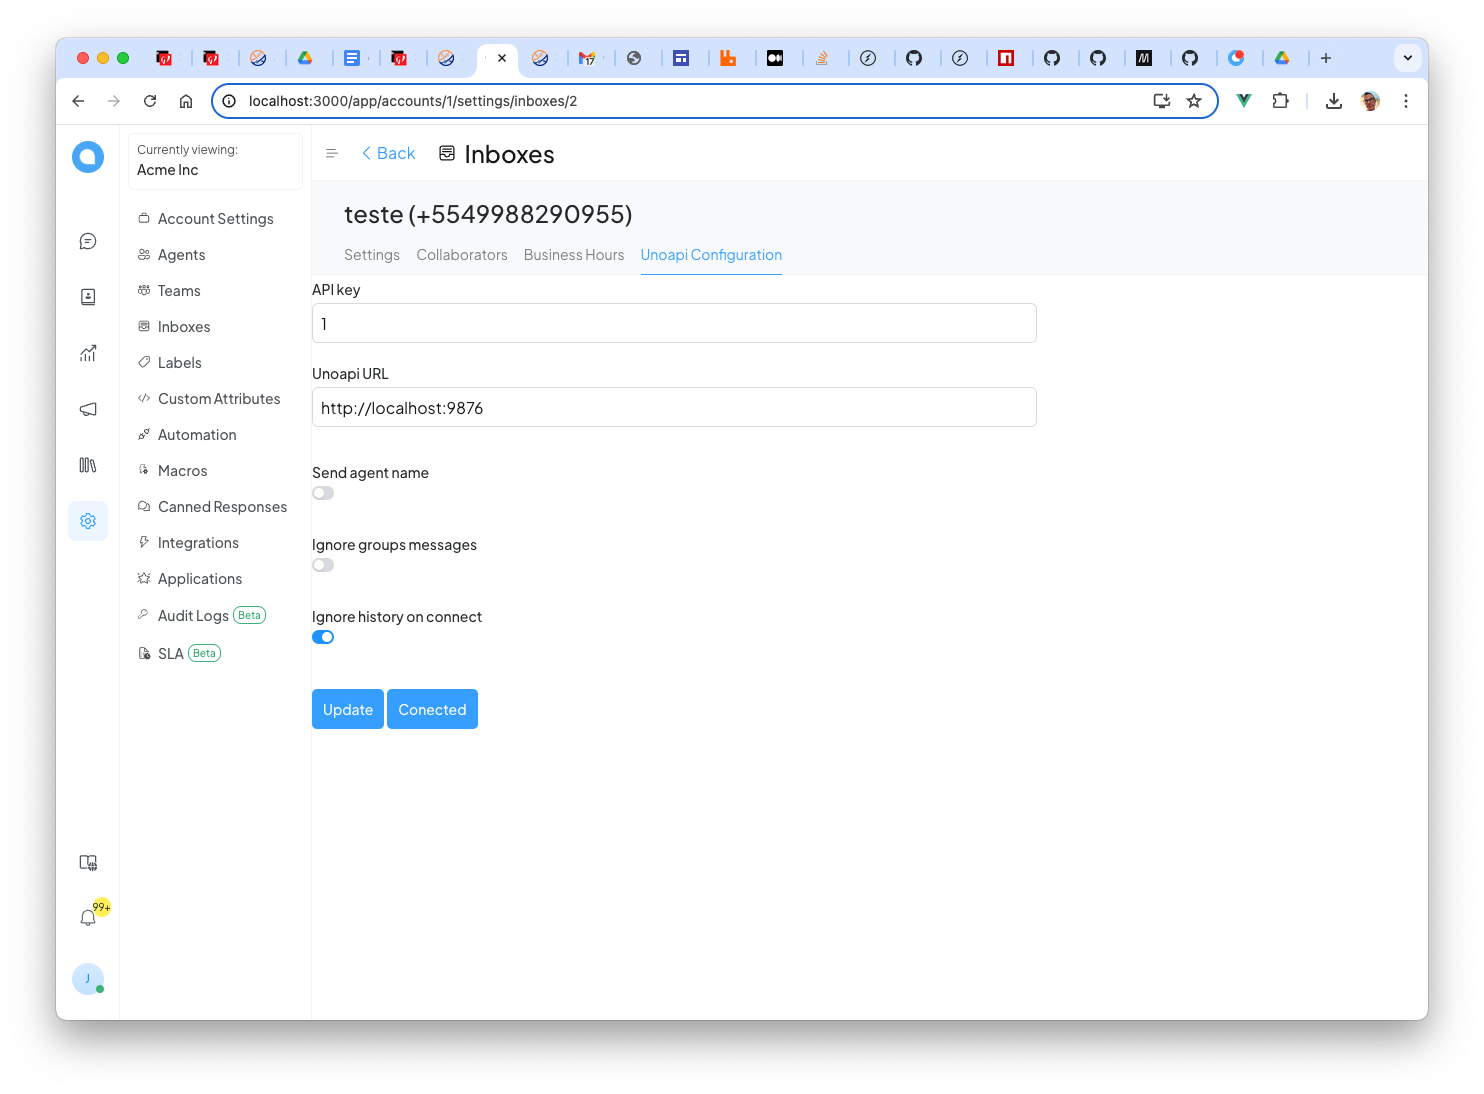 localhost:3000/app/accounts/1/settings/inboxes/2
17
Currently viewing:
Acme Inc
Account Settings
Agents
Teams
Inboxes
Labels
Custom Attributes
Automation
Macros
Canned Responses
Integrations
Applications
Audit Logs Beta
SLA Beta
99+
J
Back
Inboxes
teste (+5549988290955)
Settings Collaborators Business Hours Unoapi Configuration
API key
1
Unoapi URL
http://localhost:9876
Send agent name
Ignore groups messages
Ignore history on connect
Update Conected